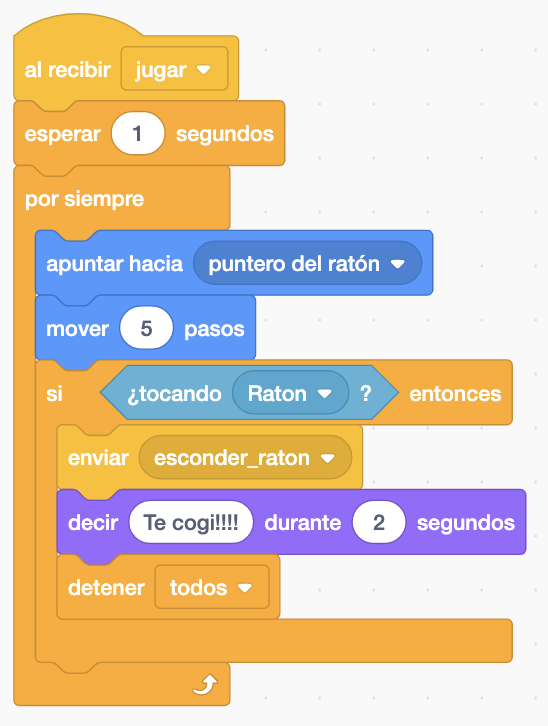 al recibir jugar
esperar 1 segundos
por siempre
apuntar hacia puntero del ratón
mover 5 pasos
si ¿tocando Raton ? entonces
enviar esconder_raton
decir Te cogi!!!! durante 2 segundos
detener todos